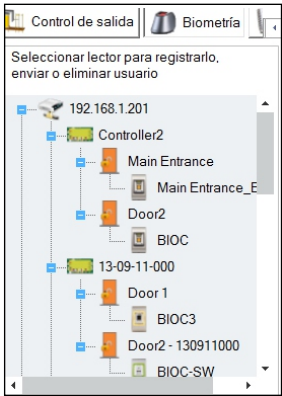 Control de salida
Biometría
Seleccionar lector para registrarlo,
enviar o eliminar usuario
192.168.1.201
Controller2
Main Entrance
Main Entrance_E
Door2
BIOC
13-09-11-000
Door 1
BIOC3
Door2 - 130911000
BIOC-SW